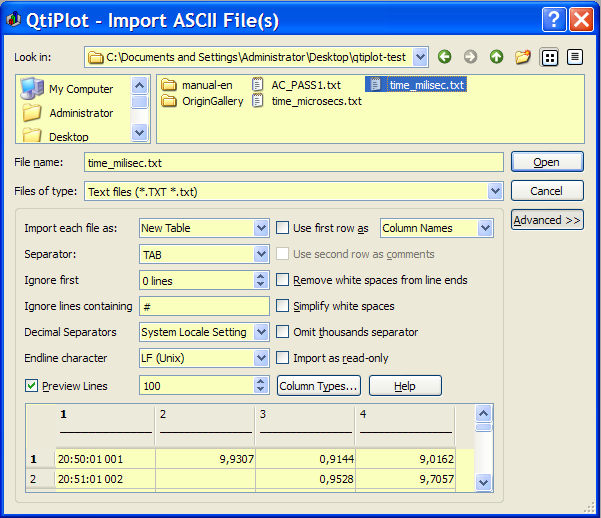 QtiPlot - Import ASCII File(s)
Look in: C:\Documents and Settings\Administrator\Desktop\qtiplot-test
My Computer
Administrator
Desktop
manual-en AC_PASS1.txt time_milisec.txt
OriginGallery time_microsecs.txt
File name: time_milisec.txt Open
Files of type: Text files (*.TXT *.txt) Cancel
Advanced >>
Import each file as: New Table Use first row as Column Names
Separator: TAB Use second row as comments
Ignore first 0 lines Remove white spaces from line ends
Ignore lines containing # Simplify white spaces
Decimal Separators System Locale Setting Omit thousands separator
Endline character LF (Unix) Import as read-only
Preview Lines 100 Column Types... Help
1 2 3 4
1 20:50:01 001 9,9307 0,9144 9,0162
2 20:51:01 002 0,9528 9,7057